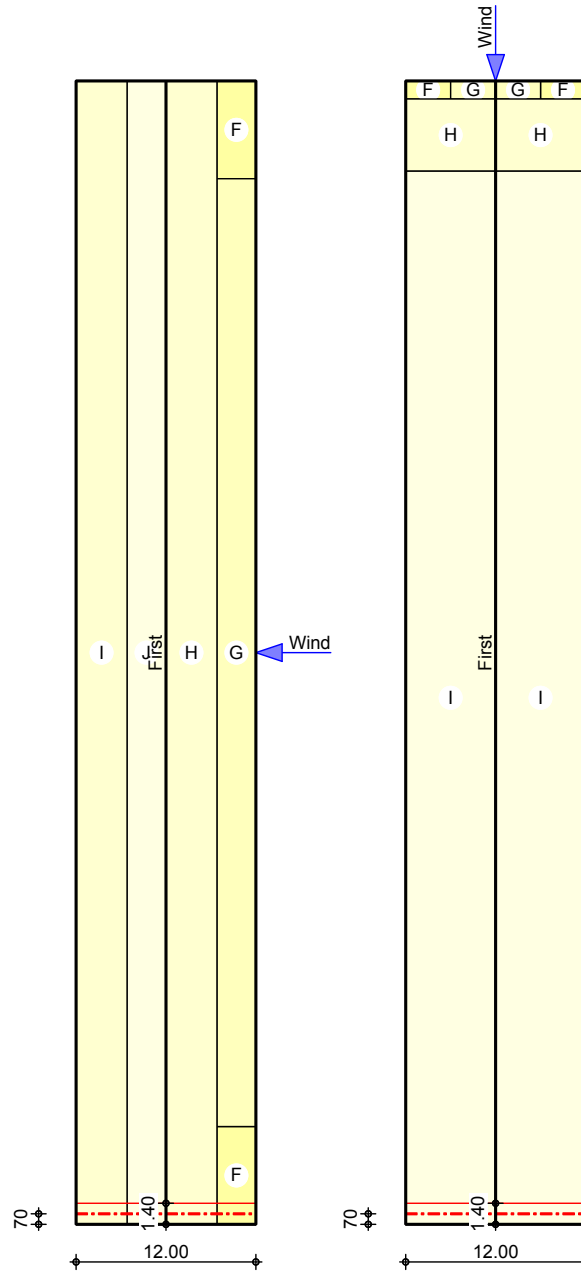 Wind
F G G F
H H
F
I J First H G Wind
First
I I
F
70 1.40
70 1.40
12.00
12.00